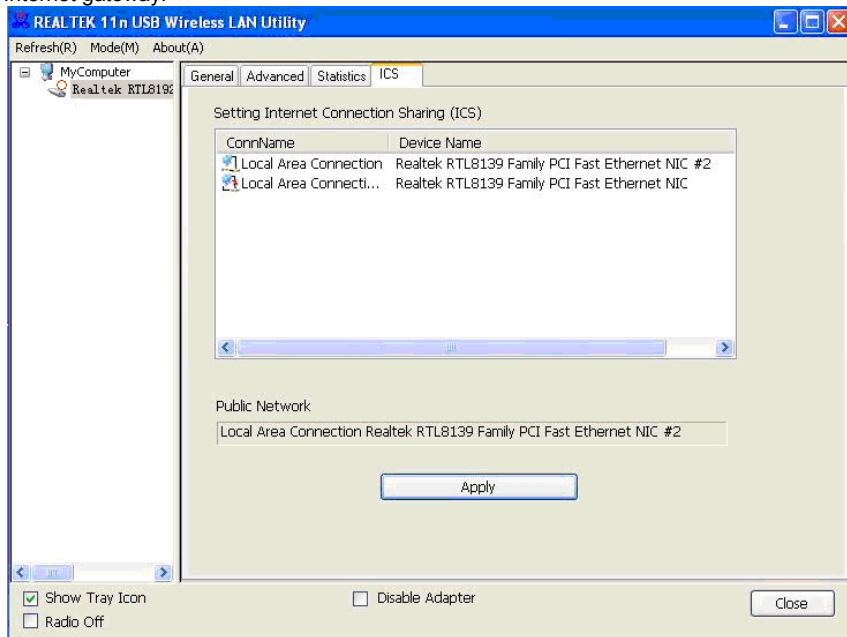 internet gateway.
REALTEK 11n USB Wireless LAN Utility
Refresh(R) Mode(M) About(A)
MyComputer
Realtek RTL8192
General Advanced Statistics ICS
Setting Internet Connection Sharing (ICS)
ConnName Device Name
Local Area Connection Realtek RTL8139 Family PCI Fast Ethernet NIC #2
Local Area Connecti... Realtek RTL8139 Family PCI Fast Ethernet NIC
Public Network
Local Area Connection Realtek RTL8139 Family PCI Fast Ethernet NIC #2
Apply
Show Tray Icon
Disable Adapter
Close
Radio Off